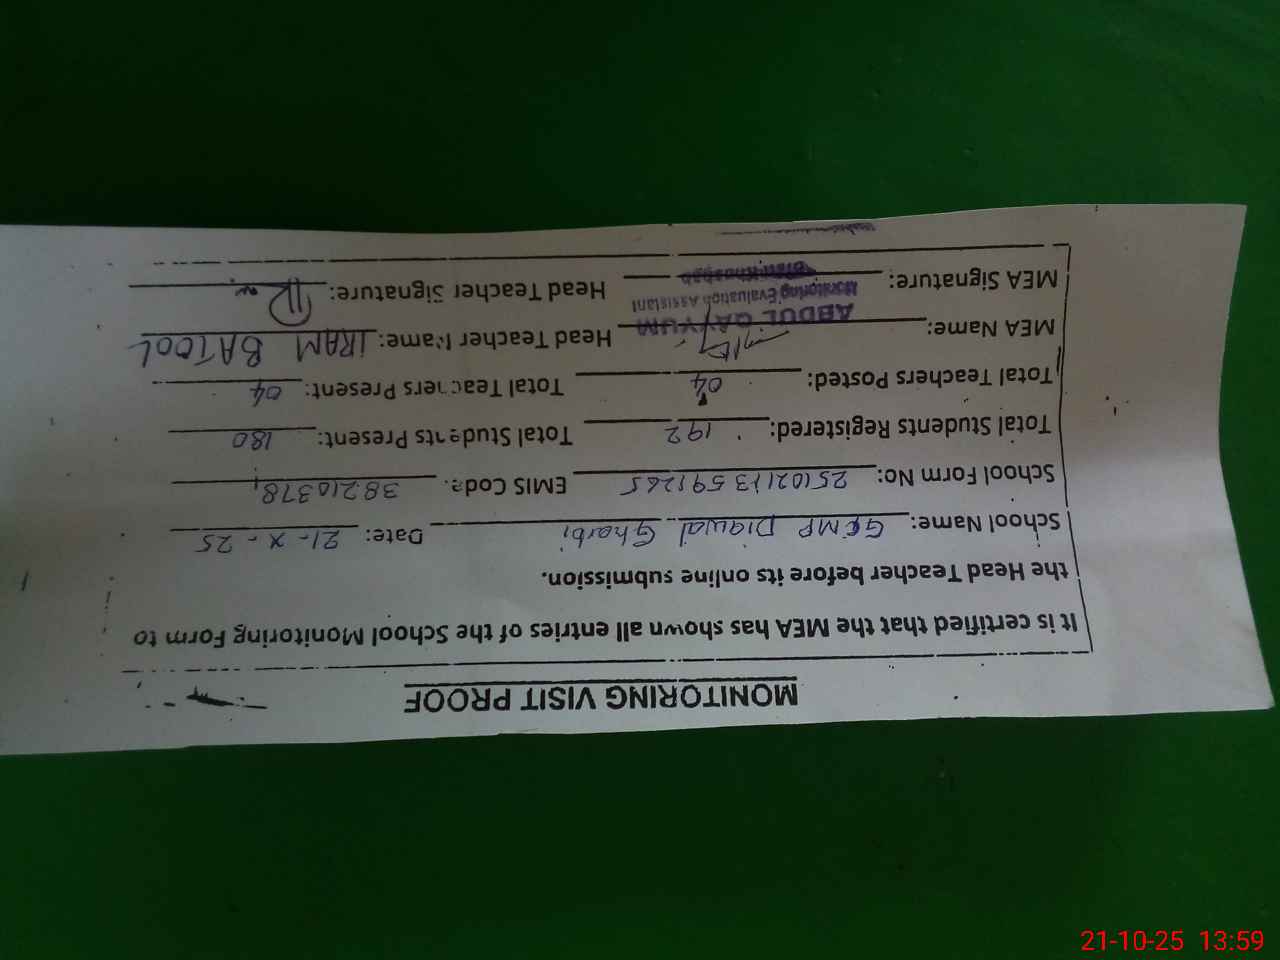 MONITORING VISIT PROOF
It is certified that the MEA has shown all entries of the School Monitoring Form to
the Head Teacher before its online submission.
School Name: GCMP Diawal Gharbi Date: 21-X-25
School Form No: EMIS Code: 38210378
Total Students Registered: 192 Total Students Present: 180
Total Teachers Posted: 04 Total Teachers Present: 04
MEA Name: ABDUL QAYYUM Head Teacher Name: IRAM BATOOL
Monitoring Evaluation Assistant
MEA Signature: Distt Khushab Head Teacher Signature:
21-10-25 13:59